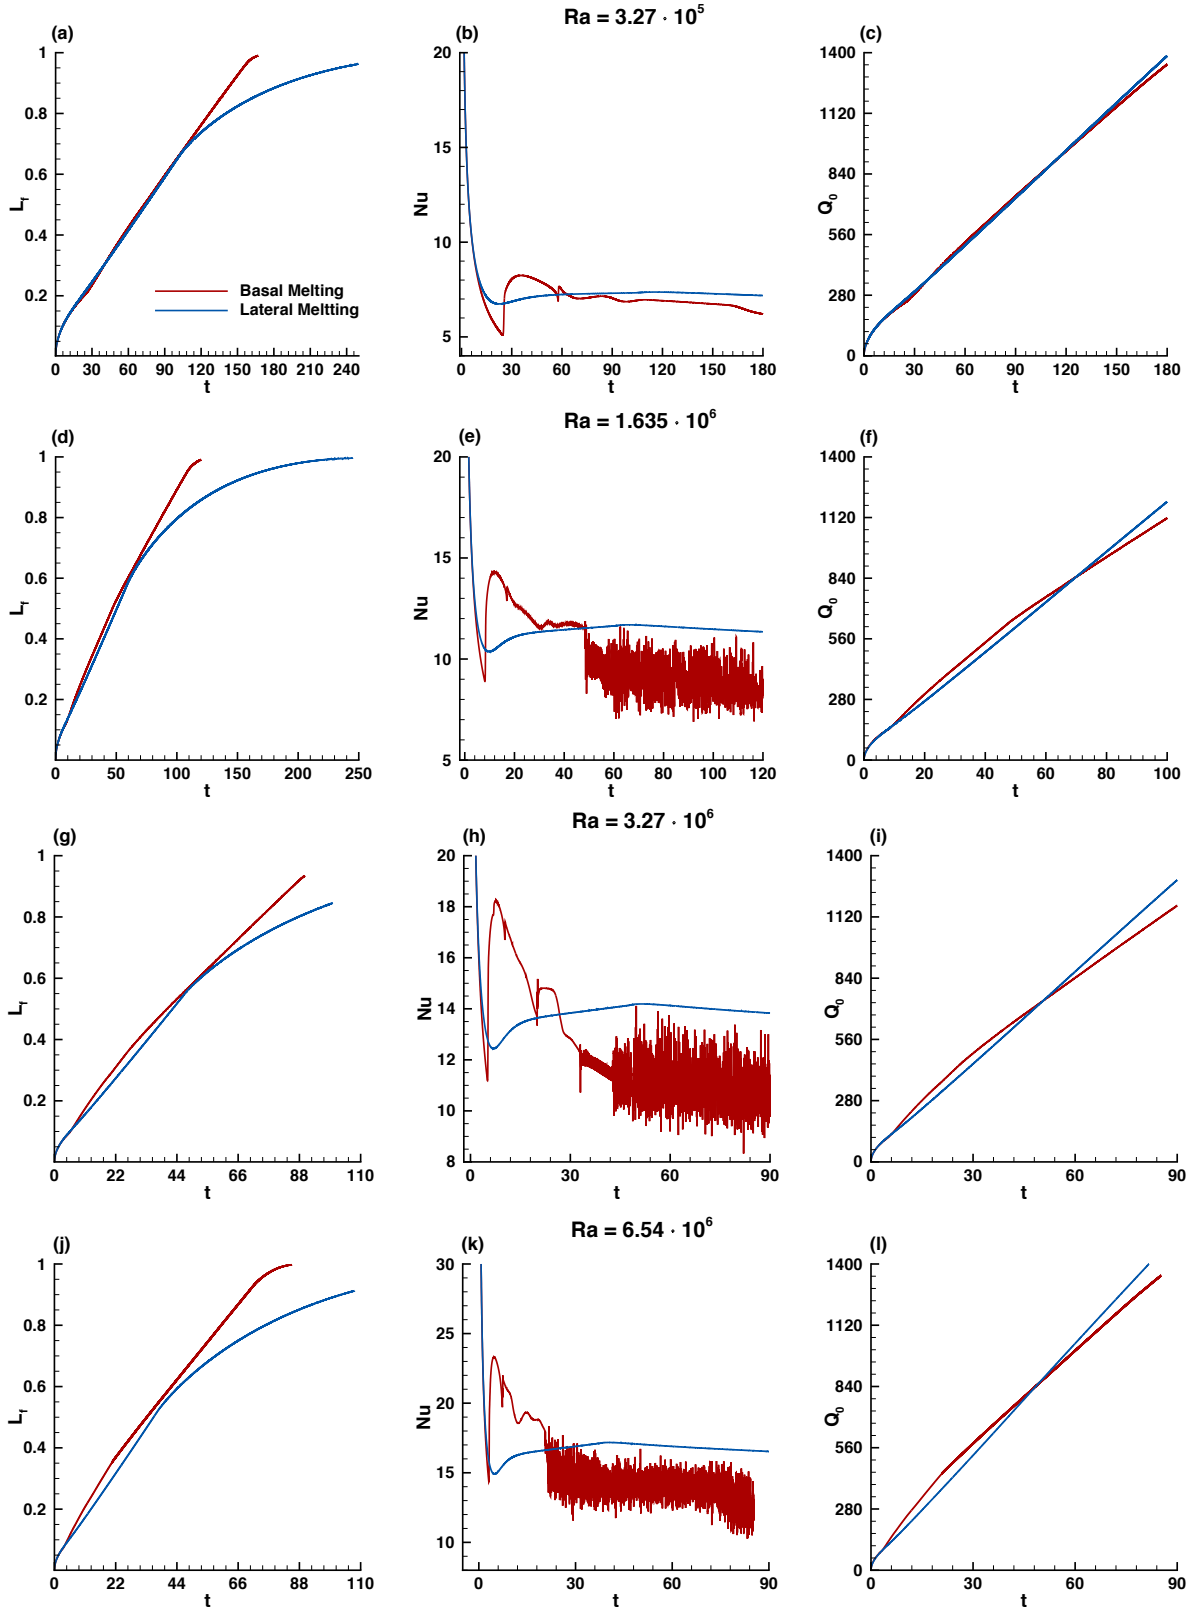 Ra = 3.27 · 10^5
(a) (b) (c)
1 20 1400
0.8 1120
15
0.6 840
L_f Nu Q_0
0.4 10 560
Basal Melting
0.2 280
Lateral Meltting
5
0
0 30 60 90 120 150 180 210 240 0 30 60 90 120 150 180 0 30 60 90 120 150 180
t t t
Ra = 1.635 · 10^6
(d) (e) (f)
1 20 1400
0.8 1120
15
0.6 840
L_f Nu Q_0
0.4 10 560
0.2 280
5 0
0 50 100 150 200 250 0 20 40 60 80 100 120 0 20 40 60 80 100
t t t
Ra = 3.27 · 10^6
(g) (h) (i)
1 20 1400
18
0.8 1120
16
0.6 840
L_f Nu 14 Q_0
0.4 12 560
0.2 10 280
8 0
0 22 44 66 88 110 0 30 60 90 0 30 60 90
t t t
Ra = 6.54 · 10^6
(j) (k) (l)
1 30 1400
0.8 25 1120
0.6 20 840
L_f Nu Q_0
0.4 15 560
0.2 280
10
0
0 22 44 66 88 110 0 30 60 90 0 30 60 90
t t t